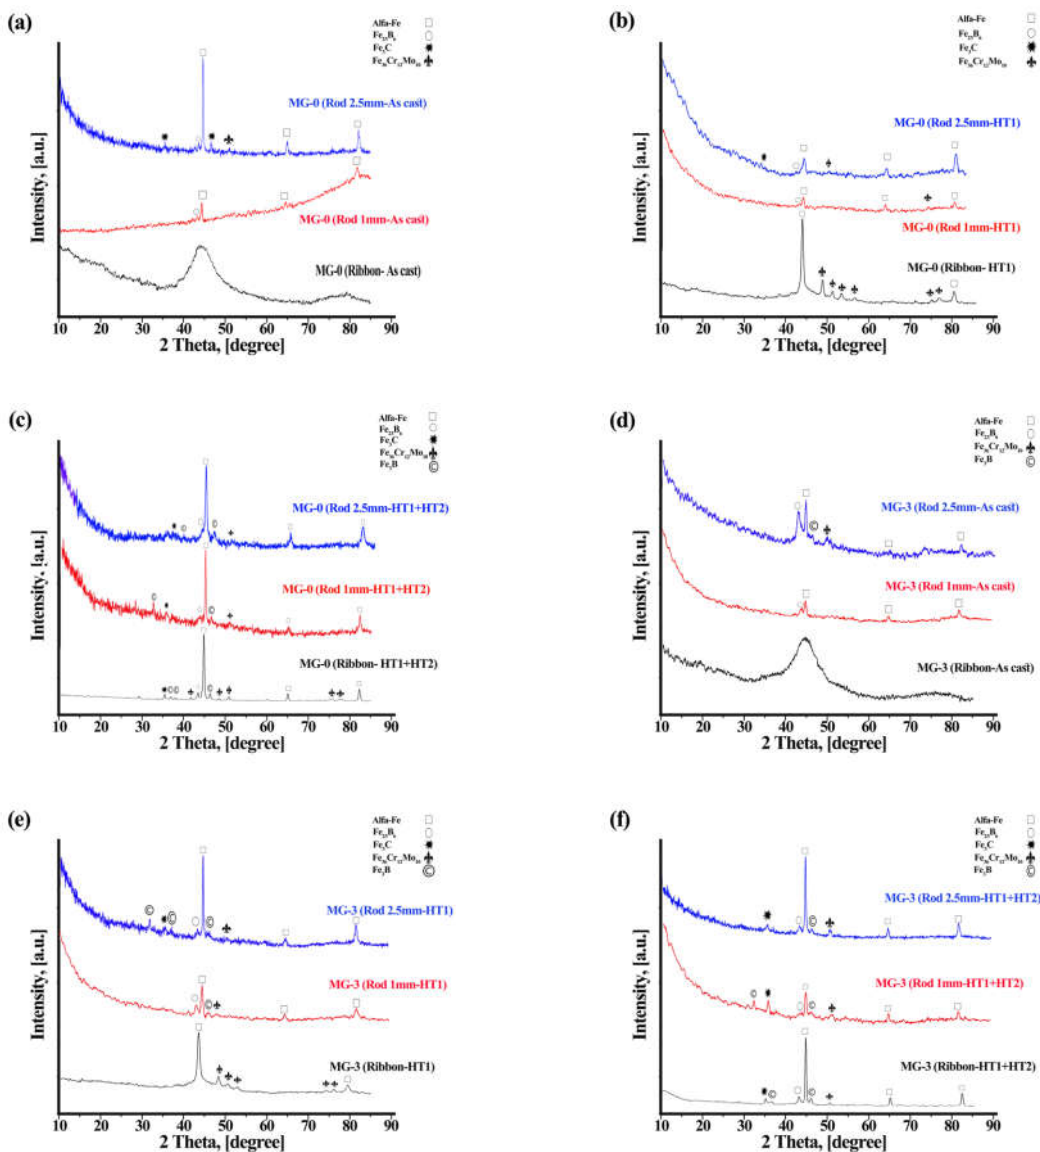 (a)
Alfa-Fe
Fe₂₃B₆
Fe₃C
Fe₃₆Cr₁₂Mo₁₀
MG-0 (Rod 2.5mm-As cast)
MG-0 (Rod 1mm-As cast)
MG-0 (Ribbon- As cast)
Intensity, [a.u.]
10 20 30 40 50 60 70 80 90
2 Theta, [degree]
(b)
Alfa-Fe
Fe₂₃B₆
Fe₃C
Fe₃₆Cr₁₂Mo₁₀
MG-0 (Rod 2.5mm-HT1)
MG-0 (Rod 1mm-HT1)
MG-0 (Ribbon- HT1)
Intensity, [a.u.]
10 20 30 40 50 60 70 80 90
2 Theta, [degree]
(c)
Alfa-Fe
Fe₂₃B₆
Fe₃C
Fe₃₆Cr₁₂Mo₁₀
Fe₃B ©
MG-0 (Rod 2.5mm-HT1+HT2)
MG-0 (Rod 1mm-HT1+HT2)
MG-0 (Ribbon- HT1+HT2)
Intensity, [a.u.]
10 20 30 40 50 60 70 80 90
2 Theta, [degree]
(d)
Alfa-Fe
Fe₂₃B₆
Fe₃₆Cr₁₂Mo₁₀
Fe₃B ©
MG-3 (Rod 2.5mm-As cast)
MG-3 (Rod 1mm-As cast)
MG-3 (Ribbon-As cast)
Intensity, [a.u.]
10 20 30 40 50 60 70 80 90
2 Theta, [degree]
(e)
Alfa-Fe
Fe₂₃B₆
Fe₃C
Fe₃₆Cr₁₂Mo₁₀
Fe₃B ©
MG-3 (Rod 2.5mm-HT1)
MG-3 (Rod 1mm-HT1)
MG-3 (Ribbon-HT1)
Intensity, [a.u.]
10 20 30 40 50 60 70 80 90
2 Theta, [degree]
(f)
Alfa-Fe
Fe₂₃B₆
Fe₃C
Fe₃₆Cr₁₂Mo₁₀
Fe₃B ©
MG-3 (Rod 2.5mm-HT1+HT2)
MG-3 (Rod 1mm-HT1+HT2)
MG-3 (Ribbon-HT1+HT2)
Intensity, [a.u.]
10 20 30 40 50 60 70 80 90
2 Theta, [degree]